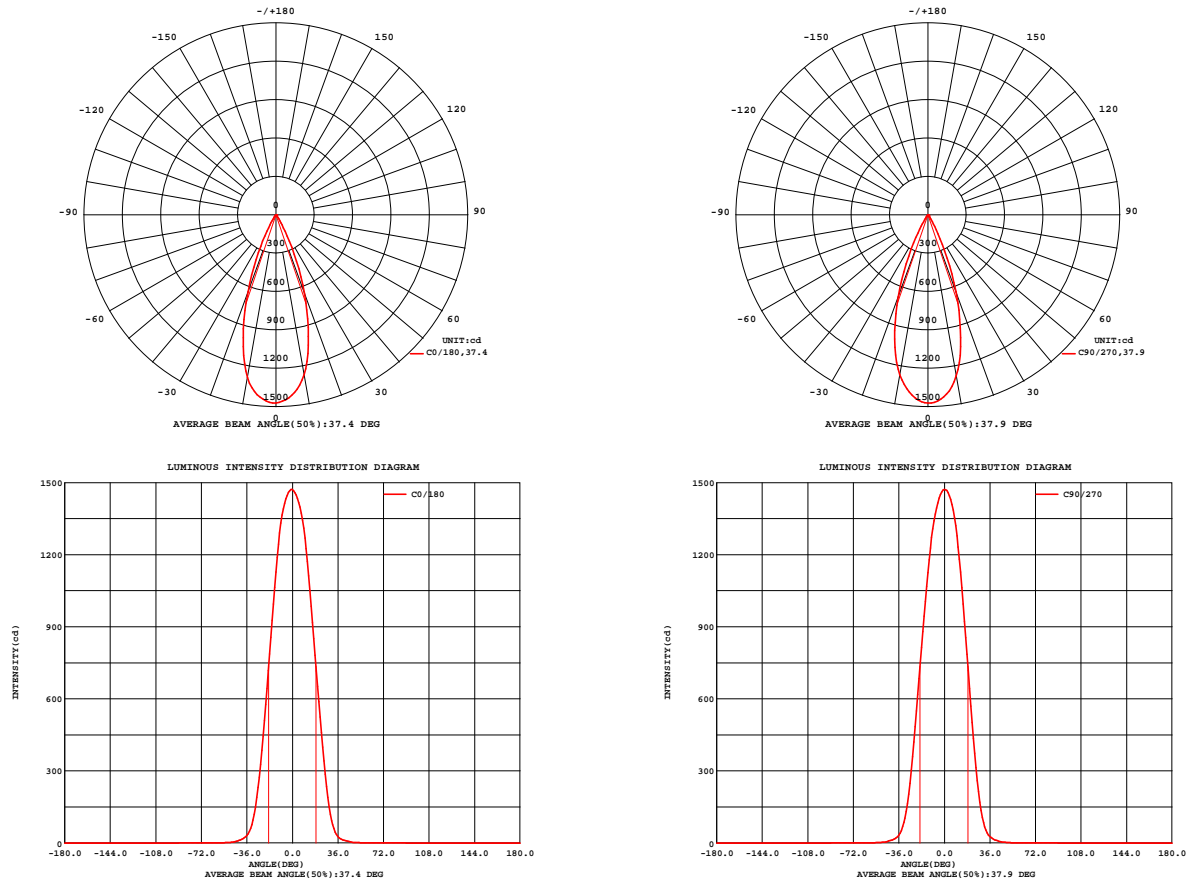 -/+180
-150 150
-120 120
-90 0 90
300
600
-60 900 60
UNIT:cd
1200 C0/180,37.4
-30 30
1500
0
AVERAGE BEAM ANGLE(50%):37.4 DEG
-/+180
-150 150
-120 120
-90 0 90
300
600
-60 900 60
UNIT:cd
1200 C90/270,37.9
-30 30
1500
0
AVERAGE BEAM ANGLE(50%):37.9 DEG
LUMINOUS INTENSITY DISTRIBUTION DIAGRAM
1500
C0/180
1200
900
INTENSITY(cd)
600
300
0
-180.0 -144.0 -108.0 -72.0 -36.0 0.0 36.0 72.0 108.0 144.0 180.0
ANGLE(DEG)
AVERAGE BEAM ANGLE(50%):37.4 DEG
LUMINOUS INTENSITY DISTRIBUTION DIAGRAM
1500
C90/270
1200
900
INTENSITY(cd)
600
300
0
-180.0 -144.0 -108.0 -72.0 -36.0 0.0 36.0 72.0 108.0 144.0 180.0
ANGLE(DEG)
AVERAGE BEAM ANGLE(50%):37.9 DEG